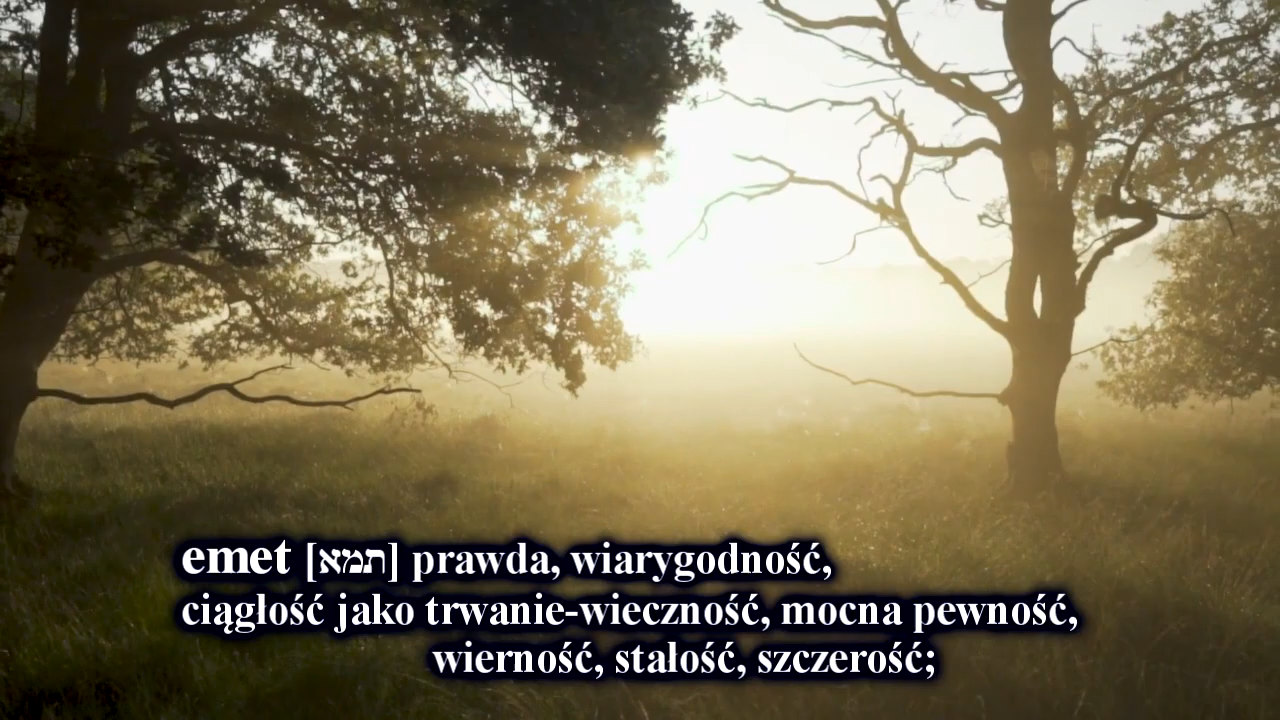 emet [תמא] prawda, wiarygodność,
ciągłość jako trwanie-wieczność, mocna pewność,
wierność, stałość, szczerość;